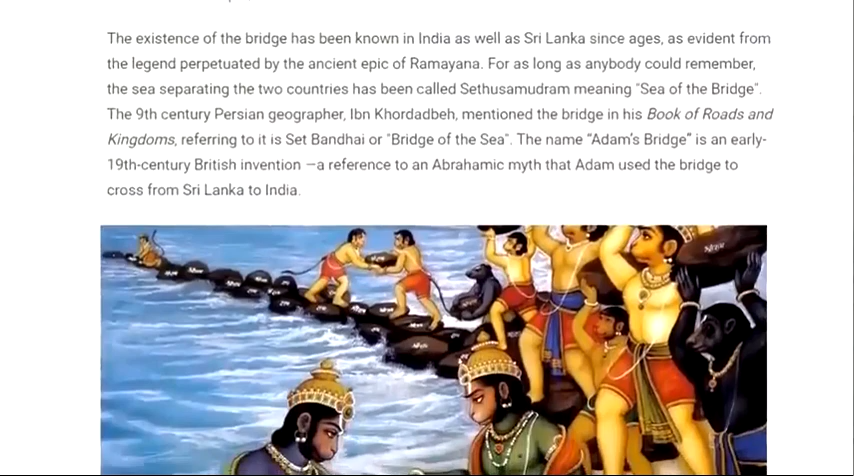 The existence of the bridge has been known in India as well as Sri Lanka since ages, as evident from
the legend perpetuated by the ancient epic of Ramayana. For as long as anybody could remember,
the sea separating the two countries has been called Sethusamudram meaning "Sea of the Bridge".
The 9th century Persian geographer, Ibn Khordadbeh, mentioned the bridge in his Book of Roads and
Kingdoms, referring to it is Set Bandhai or "Bridge of the Sea". The name “Adam’s Bridge” is an early-
19th-century British invention —a reference to an Abrahamic myth that Adam used the bridge to
cross from Sri Lanka to India.